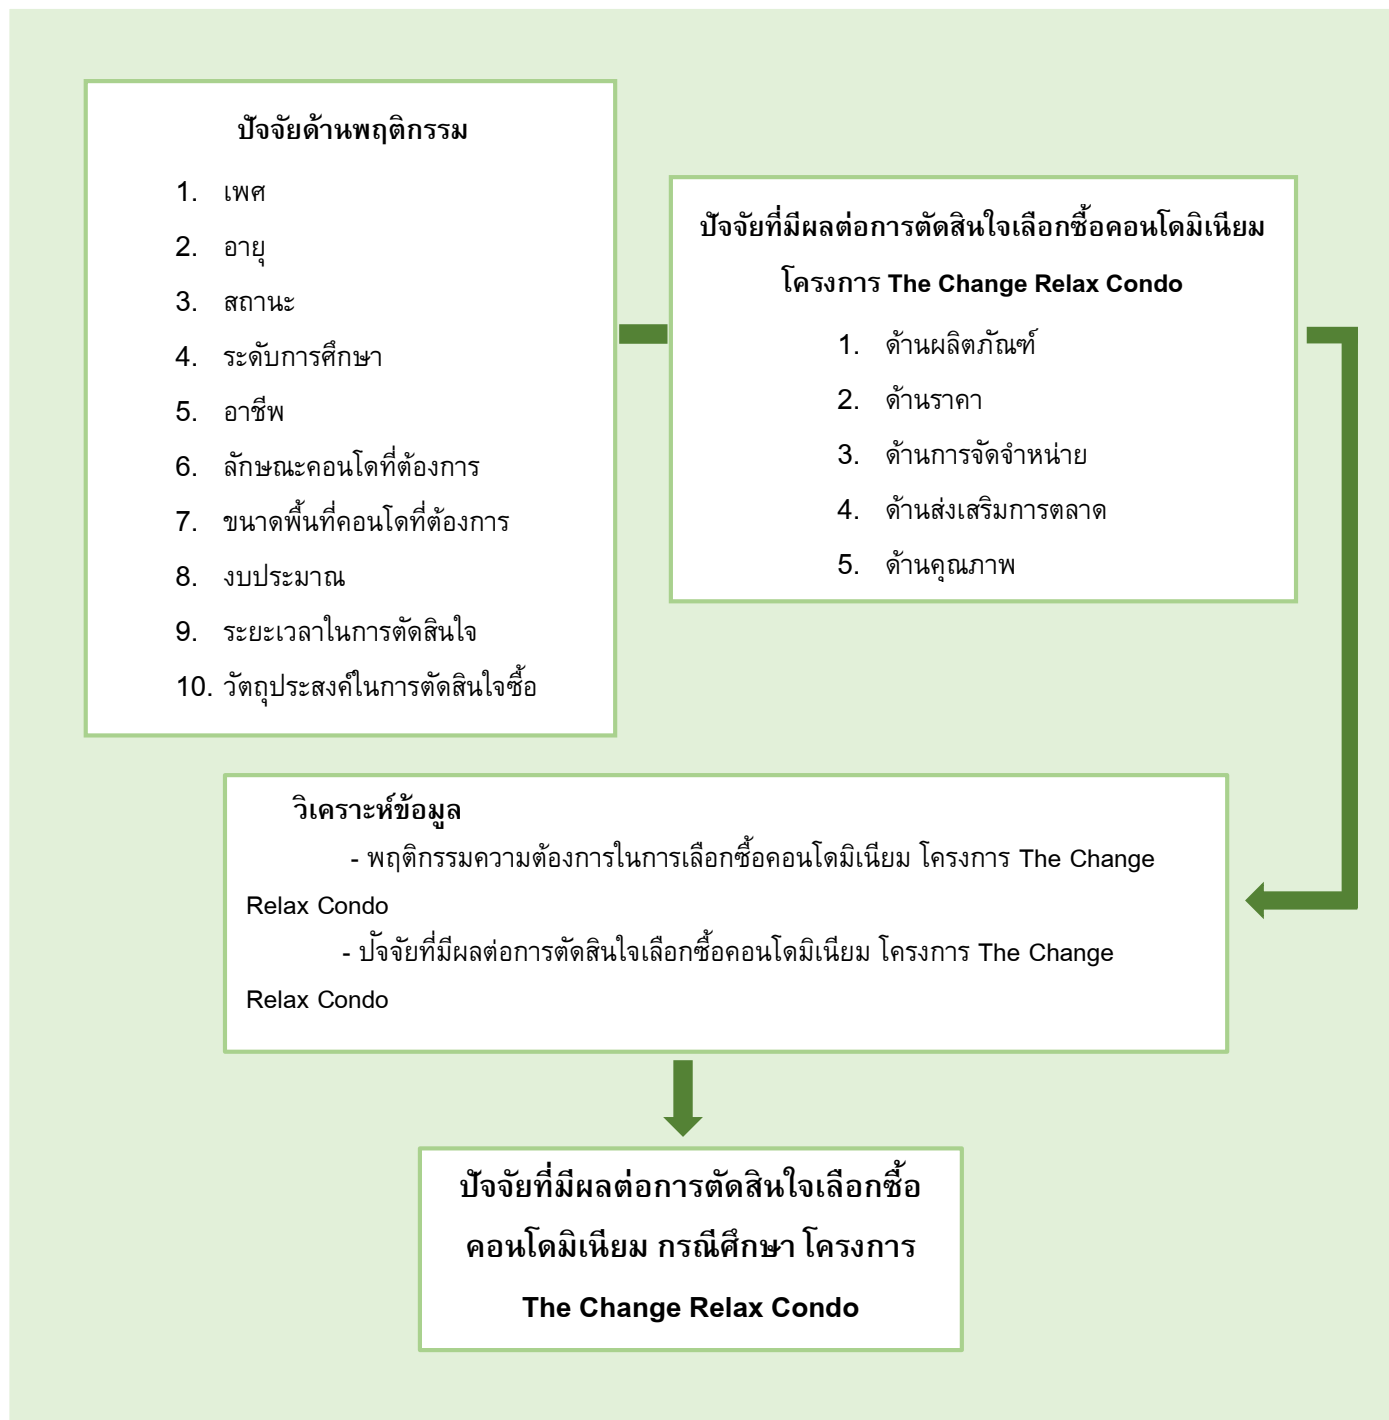 ปัจจัยด้านพฤติกรรม
1. เพศ
2. อายุ
3. สถานะ
4. ระดับการศึกษา
5. อาชีพ
6. ลักษณะคอนโดที่ต้องการ
7. ขนาดพื้นที่คอนโดที่ต้องการ
8. งบประมาณ
9. ระยะเวลาในการตัดสินใจ
10. วัตถุประสงค์ในการตัดสินใจซื้อ
ปัจจัยที่มีผลต่อการตัดสินใจเลือกซื้อคอนโดมิเนียม
โครงการ The Change Relax Condo
1. ด้านผลิตภัณฑ์
2. ด้านราคา
3. ด้านการจัดจำหน่าย
4. ด้านส่งเสริมการตลาด
5. ด้านคุณภาพ
วิเคราะห์ข้อมูล
- พฤติกรรมความต้องการในการเลือกซื้อคอนโดมิเนียม โครงการ The Change
Relax Condo
- ปัจจัยที่มีผลต่อการตัดสินใจเลือกซื้อคอนโดมิเนียม โครงการ The Change
Relax Condo
ปัจจัยที่มีผลต่อการตัดสินใจเลือกซื้อ
คอนโดมิเนียม กรณีศึกษา โครงการ
The Change Relax Condo